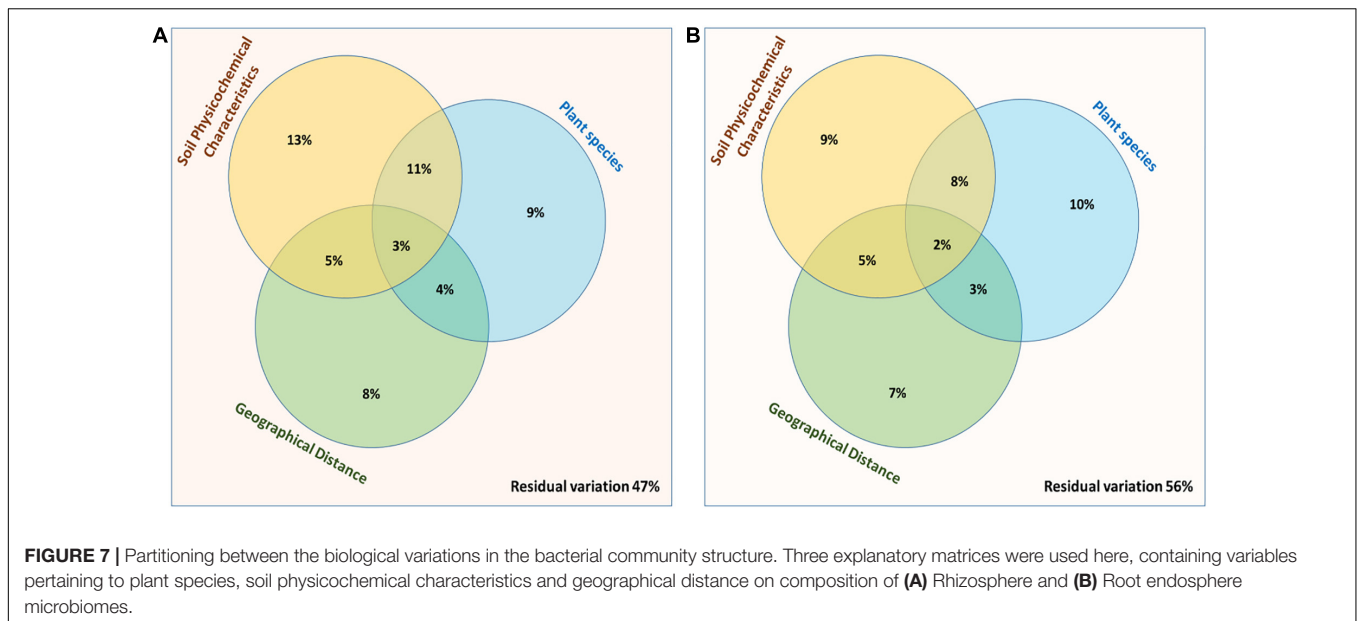 A
Soil Physicochemical
Characteristics
Plant species
13%
11%
9%
3%
5%
4%
8%
Geographical Distance
Residual variation 47%
B
Soil Physicochemical
Characteristics
Plant species
9%
8%
10%
2%
5%
3%
7%
Geographical Distance
Residual variation 56%
FIGURE 7 | Partitioning between the biological variations in the bacterial community structure. Three explanatory matrices were used here, containing variables
pertaining to plant species, soil physicochemical characteristics and geographical distance on composition of (A) Rhizosphere and (B) Root endosphere
microbiomes.